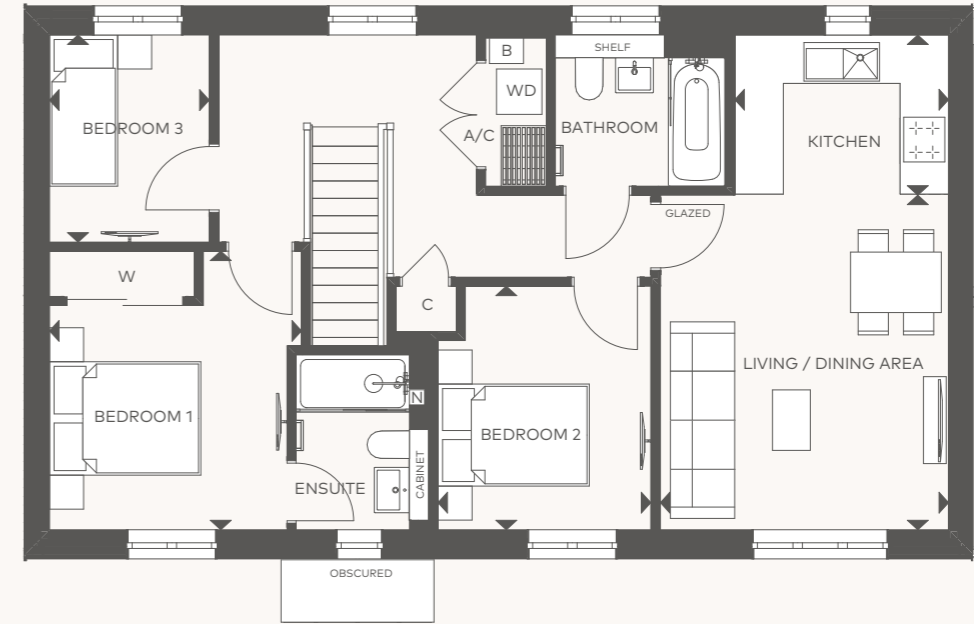 B
SHELF
WD
BEDROOM 3
A/C
BATHROOM
KITCHEN
GLAZED
W
C
LIVING / DINING AREA
BEDROOM 1
N
BEDROOM 2
CABINET
ENSUITE
OBSCURED